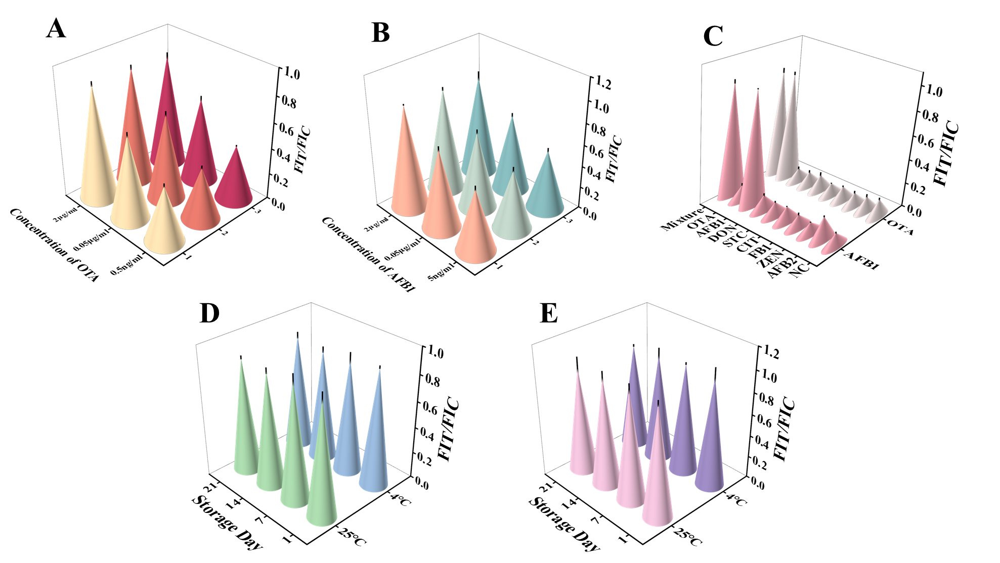 A
1.0
0.8
0.6
0.4
0.2
0.0
FIT/FIC
2μg/ml
0.05μg/ml
0.5ng/ml
Concentration of OTA
1
2
3
B
1.2
1.0
0.8
0.6
0.4
0.2
0.0
FIT/FIC
2μg/ml
0.05μg/ml
5ng/ml
Concentration of AFB1
1
2
3
C
1.0
0.8
0.6
0.4
0.2
0.0
FIT/FIC
Mixture
OTA
AFB1
DON
STC
CIT
FB1
ZEN
AFB2
NC
AFB1
OTA
D
1.0
0.8
0.6
0.4
0.2
0.0
FIT/FIC
21
14
7
1
Storage Day
25°C
4°C
E
1.2
1.0
0.8
0.6
0.4
0.2
0.0
FIT/FIC
21
14
7
1
Storage Day
25°C
4°C